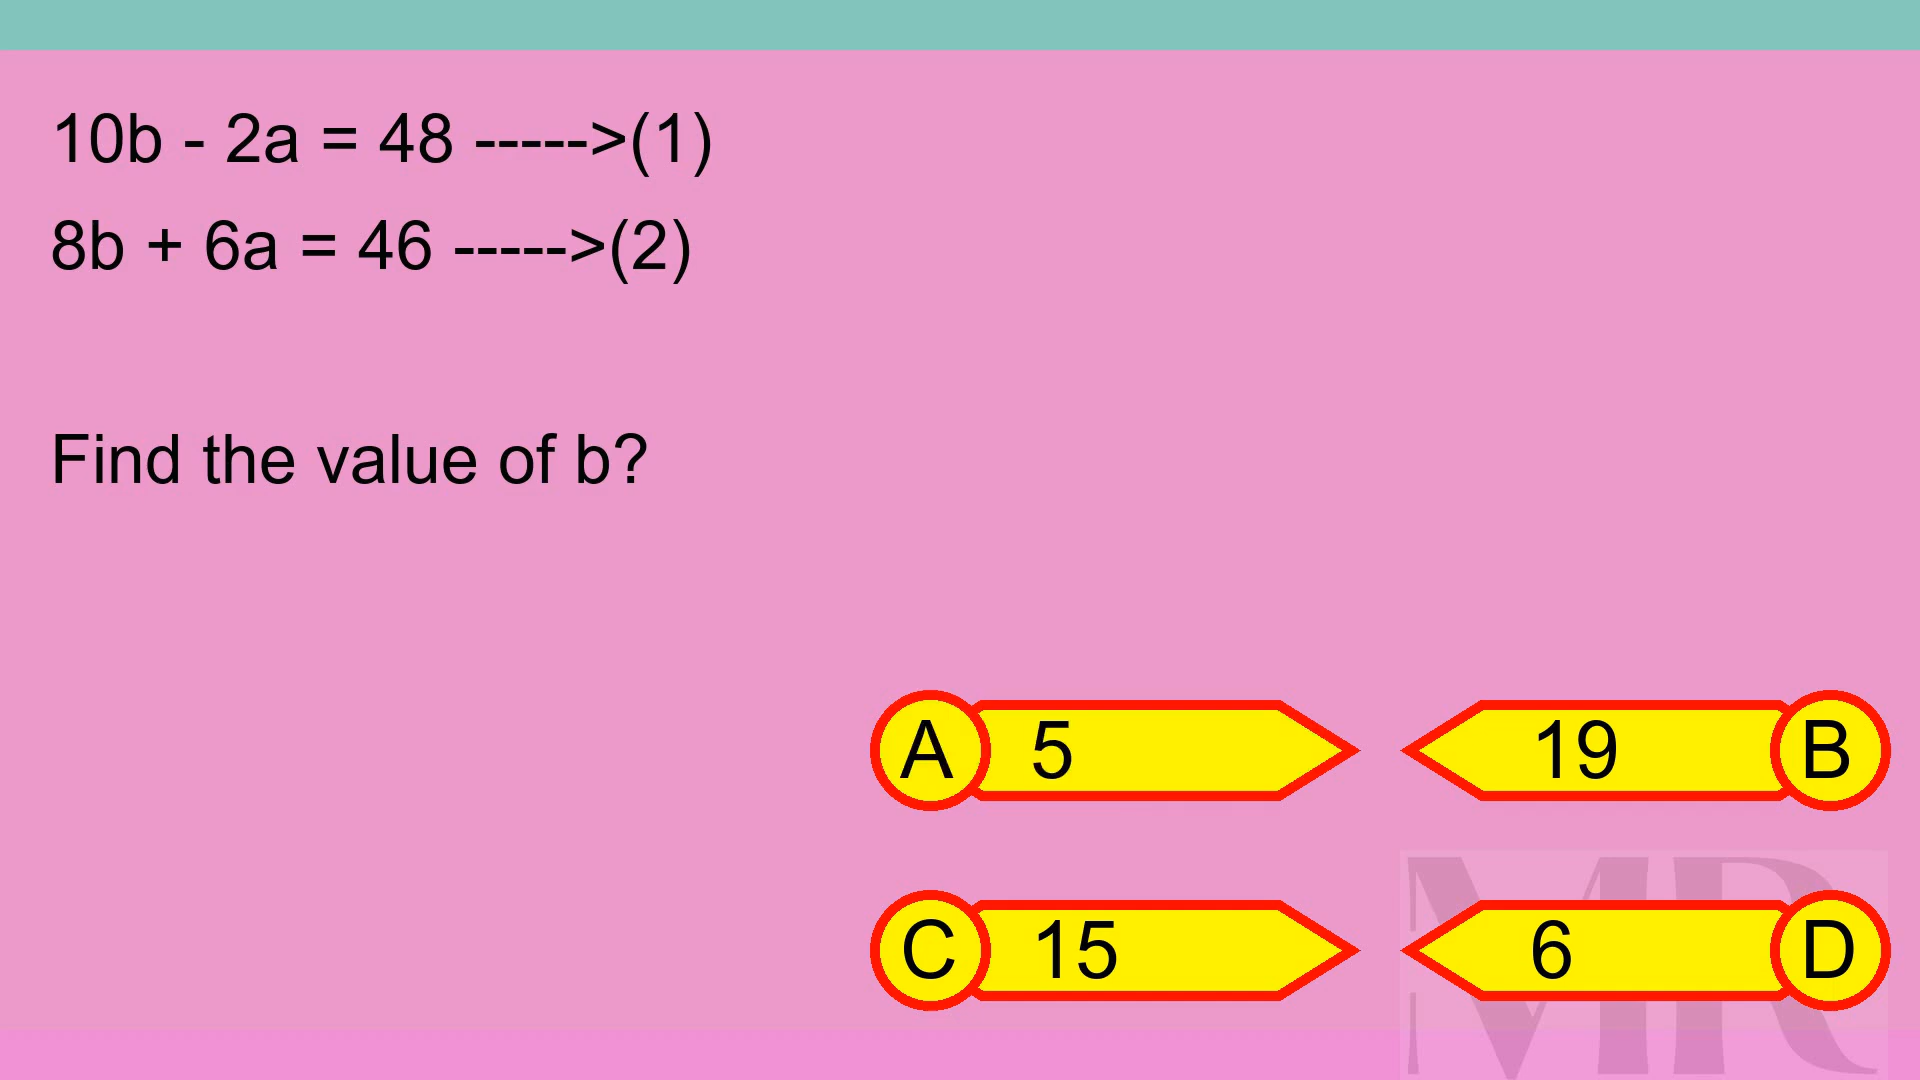 10b - 2a = 48 ----->(1)
8b + 6a = 46 ----->(2)
Find the value of b?
A 5
19 B
C 15
6 D
MR